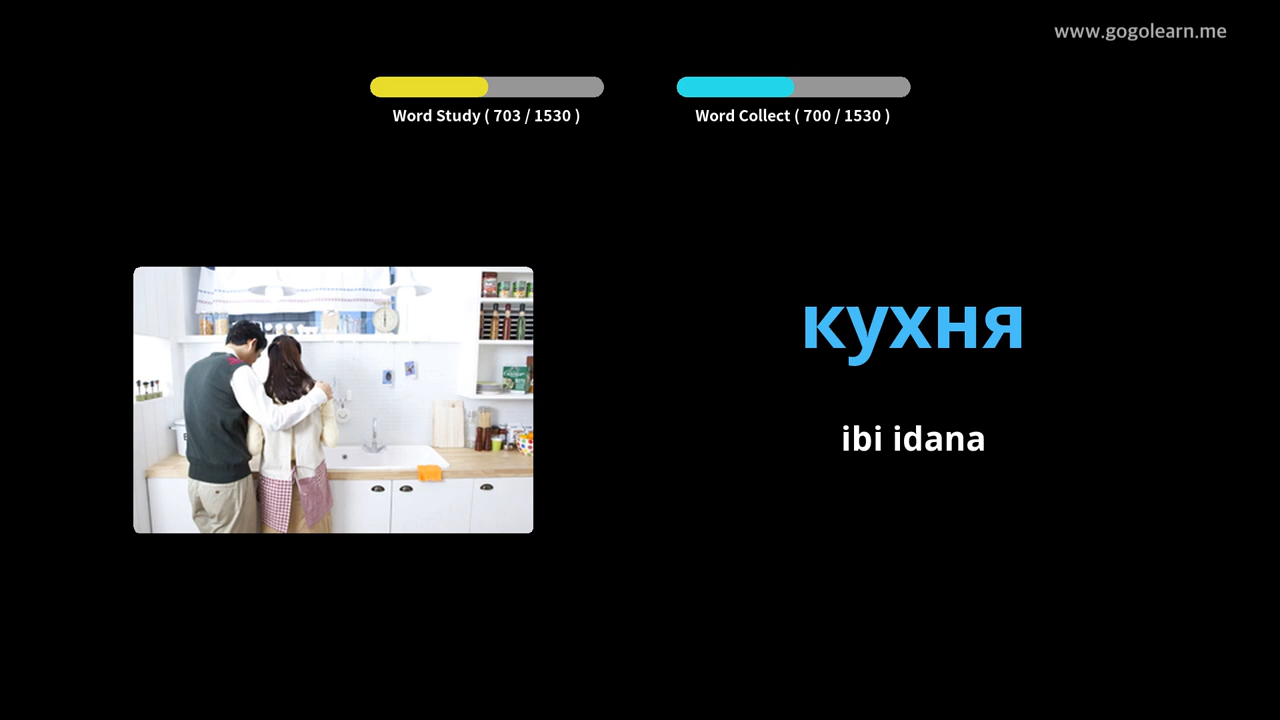 www.gogolearn.me
Word Study ( 703 / 1530 )
Word Collect ( 700 / 1530 )
кухня
ibi idana